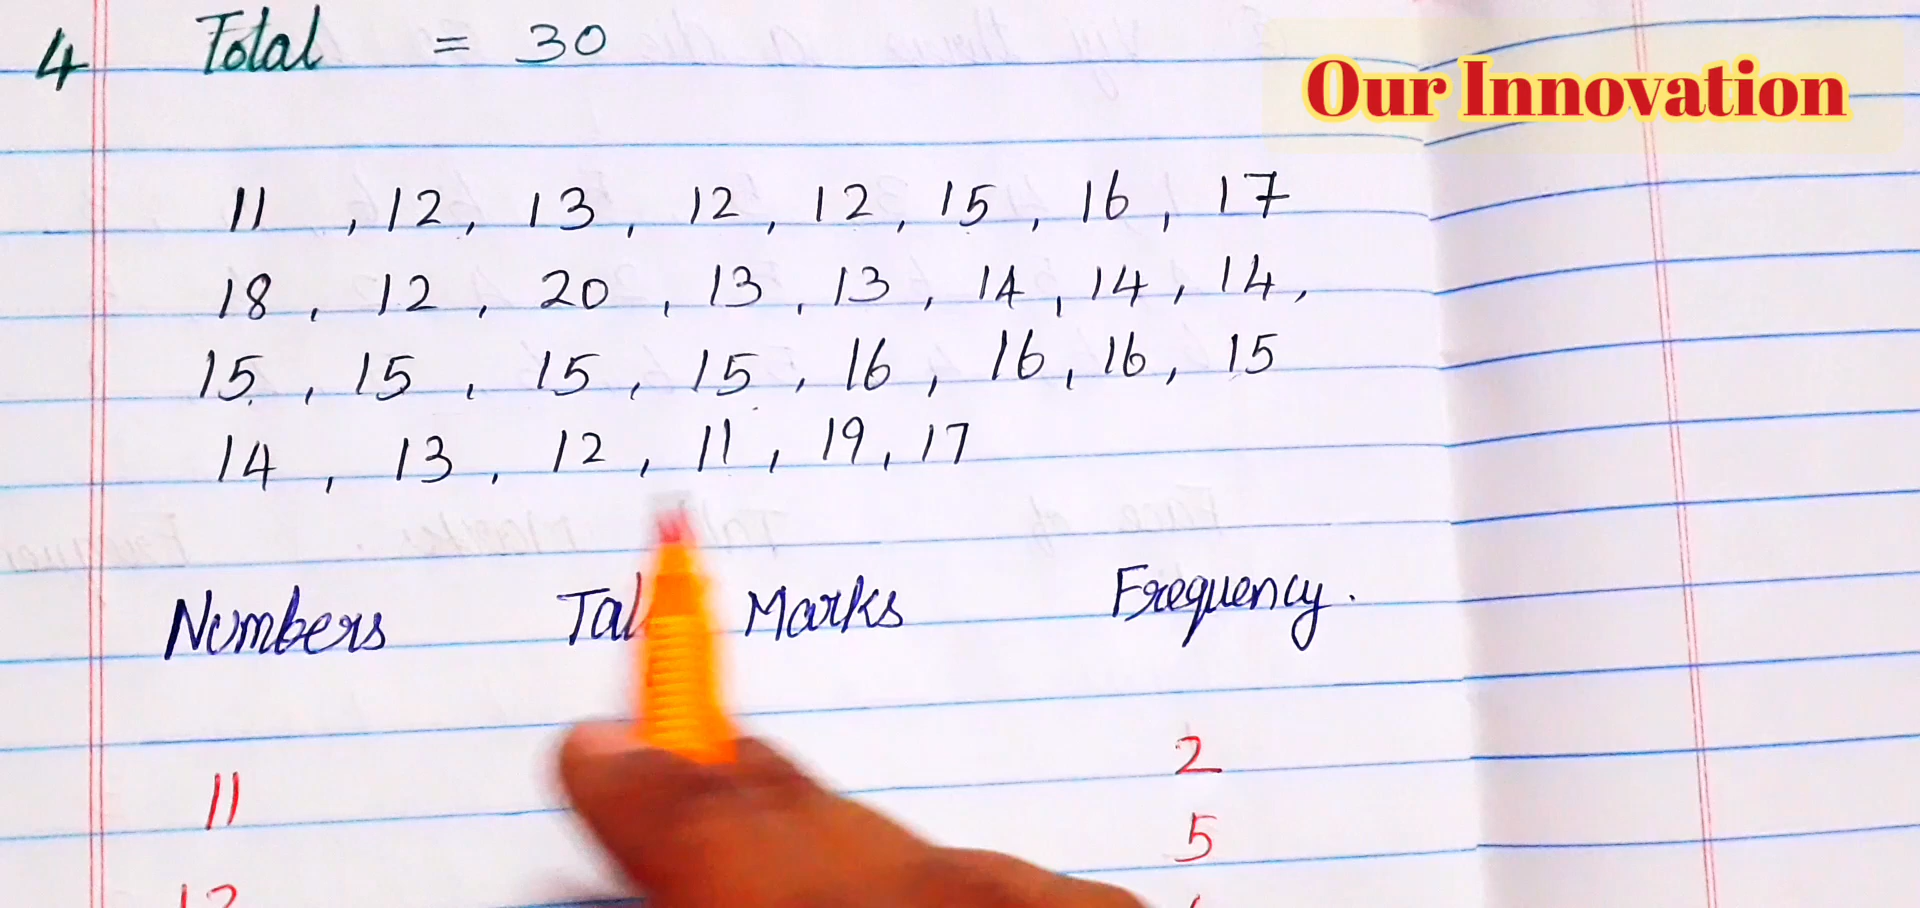 4 Total = 30
Our Innovation
11 , 12, 13, 12, 12, 15, 16, 17
18, 12, 20, 13, 13, 14, 14, 14,
15, 15, 15, 15, 16, 16, 16, 15
14, 13, 12, 11, 19, 17
Numbers Marks Frequency.
2
11
5
12